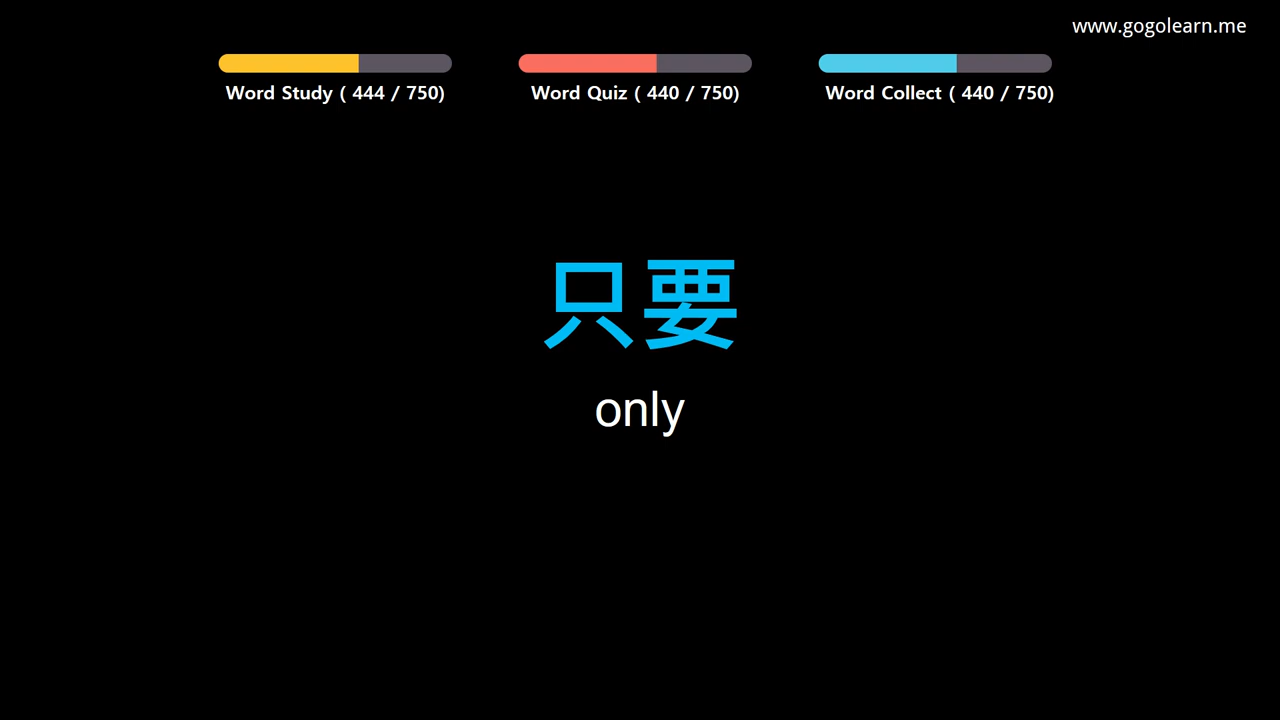 www.gogolearn.me
Word Study ( 444 / 750)
Word Quiz ( 440 / 750)
Word Collect ( 440 / 750)
只要
only